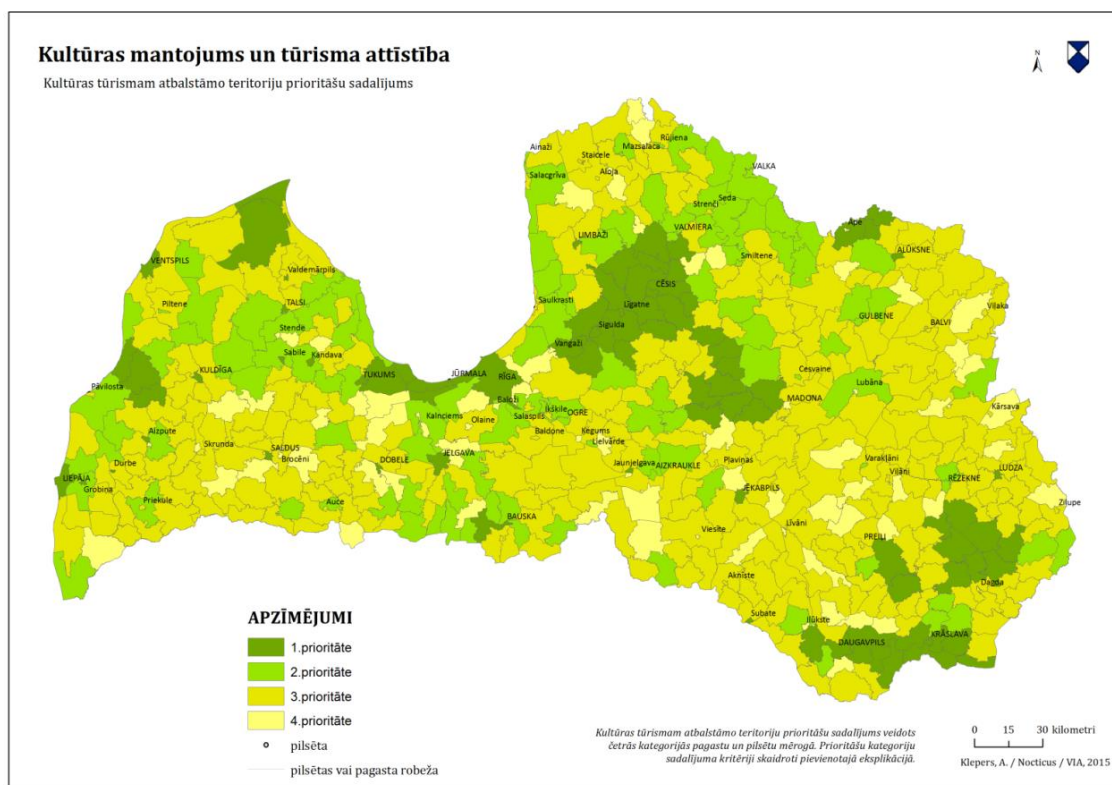 Kultūras mantojums un tūrisma attīstība
Kultūras tūrismam atbalstāmo teritoriju prioritāšu sadalījums
N
Ainaži
Staicele
Mazsalaca
Rūjiena
Aloja
Salacgrīva
VALKA
Seda
Strenči
VALMIERA
LIMBAŽI
Ape
ALŪKSNE
Smiltene
VENTSPILS
Valdemārpils
Piltene
TALSI
Stende
Sabile
Kandava
KULDĪGA
Pāvilosta
TUKUMS
JŪRMALA
RĪGA
CĒSIS
Līgatne
Sigulda
Saulkrasti
Vangaži
GULBENE
BALVI
Viļaka
Cesvaine
Lubāna
MADONA
Kārsava
Baloži
Kalnciems
Olaine
Salaspils
Ikšķile
OGRE
Baldone
Ķegums
Lielvārde
Aizpute
Skrunda
SALDUS
Brocēni
DOBELE
JELGAVA
Jaunjelgava
AIZKRAUKLE
Pļaviņas
Varakļāni
Viļāni
RĒZEKNE
LUDZA
Zilupe
Durbe
LIEPĀJA
Grobiņa
Priekule
Auce
BAUSKA
JĒKABPILS
Viesīte
Līvāni
PREIĻI
Aknīste
Subate
Ilūkste
Dagda
DAUGAVPILS
KRĀSLAVA
APZĪMĒJUMI
1.prioritāte
2.prioritāte
3.prioritāte
4.prioritāte
pilsēta
pilsētas vai pagasta robeža
Kultūras tūrismam atbalstāmo teritoriju prioritāšu sadalījums veidots
četrās kategorijās pagastu un pilsētu mērogā. Prioritāšu kategoriju
sadalījuma kritēriji skaidroti pievienotajā eksplikācijā.
0 15 30 kilometri
Klepers, A. / Nocticus / VIA, 2015